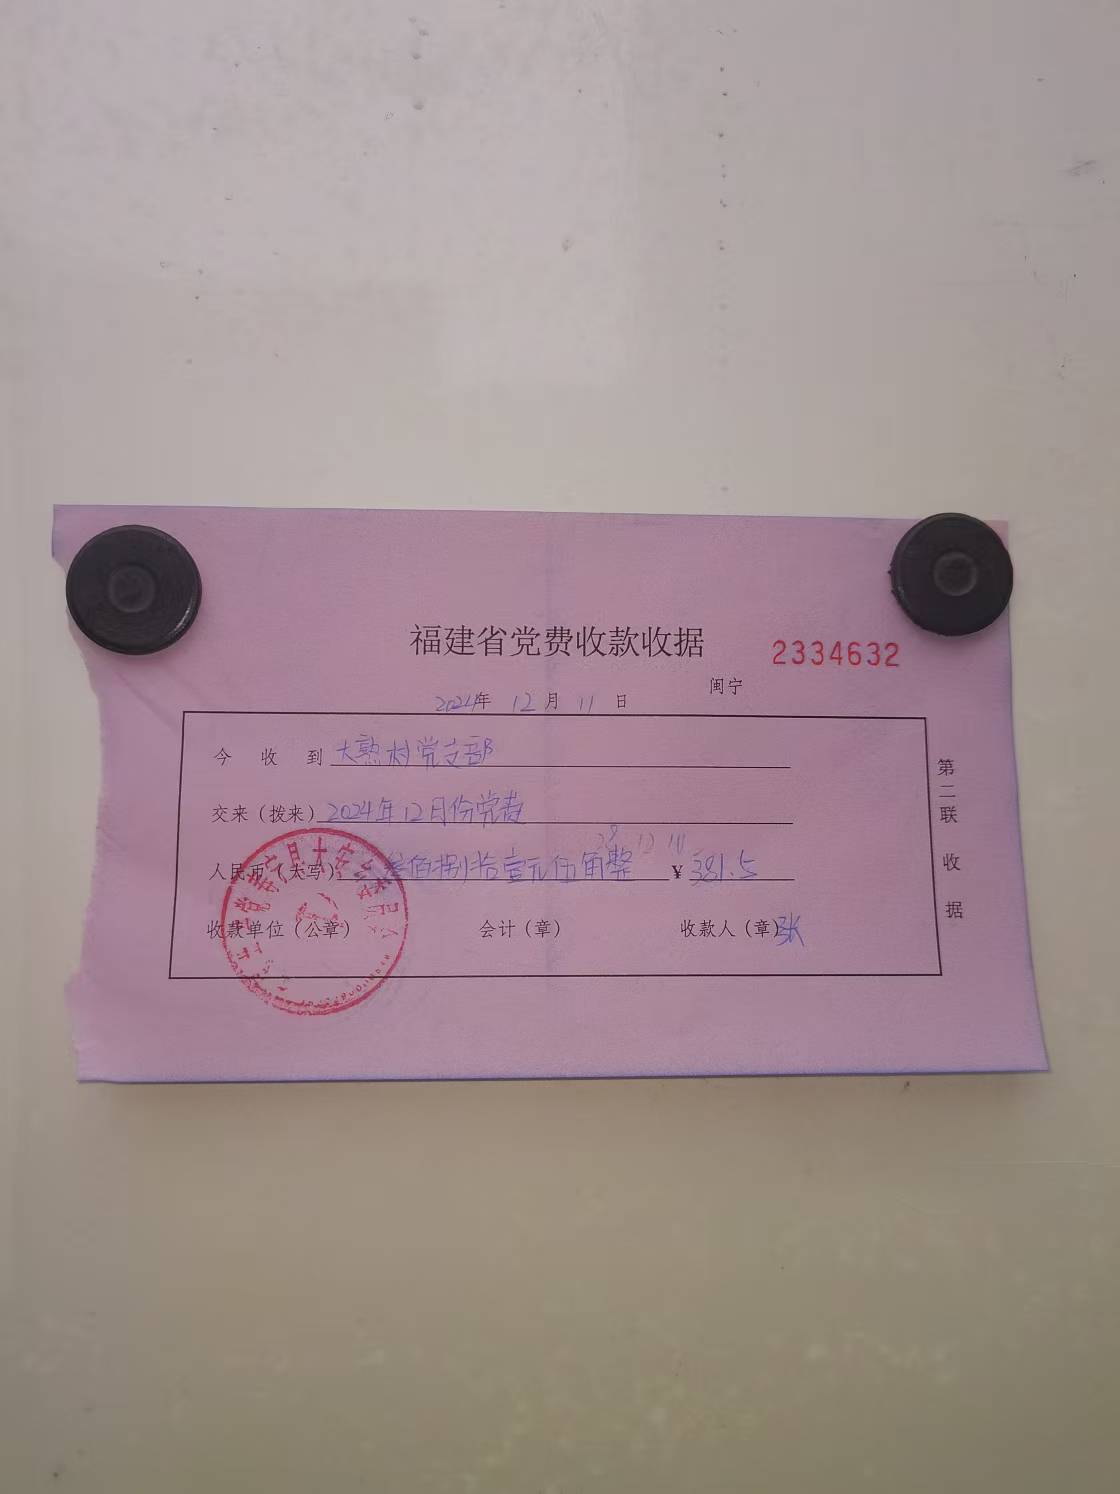 福建省党费收款收据
2334632
闽宁
2024年 12月 11日
今收到 大熟村党支部
交来（拨来） 2024年12月份党费
人民币（大写） 叁佰捌拾壹元伍角整 ¥ 381.5
收款单位（公章） 会计（章） 收款人（章） 张
第二联 收据